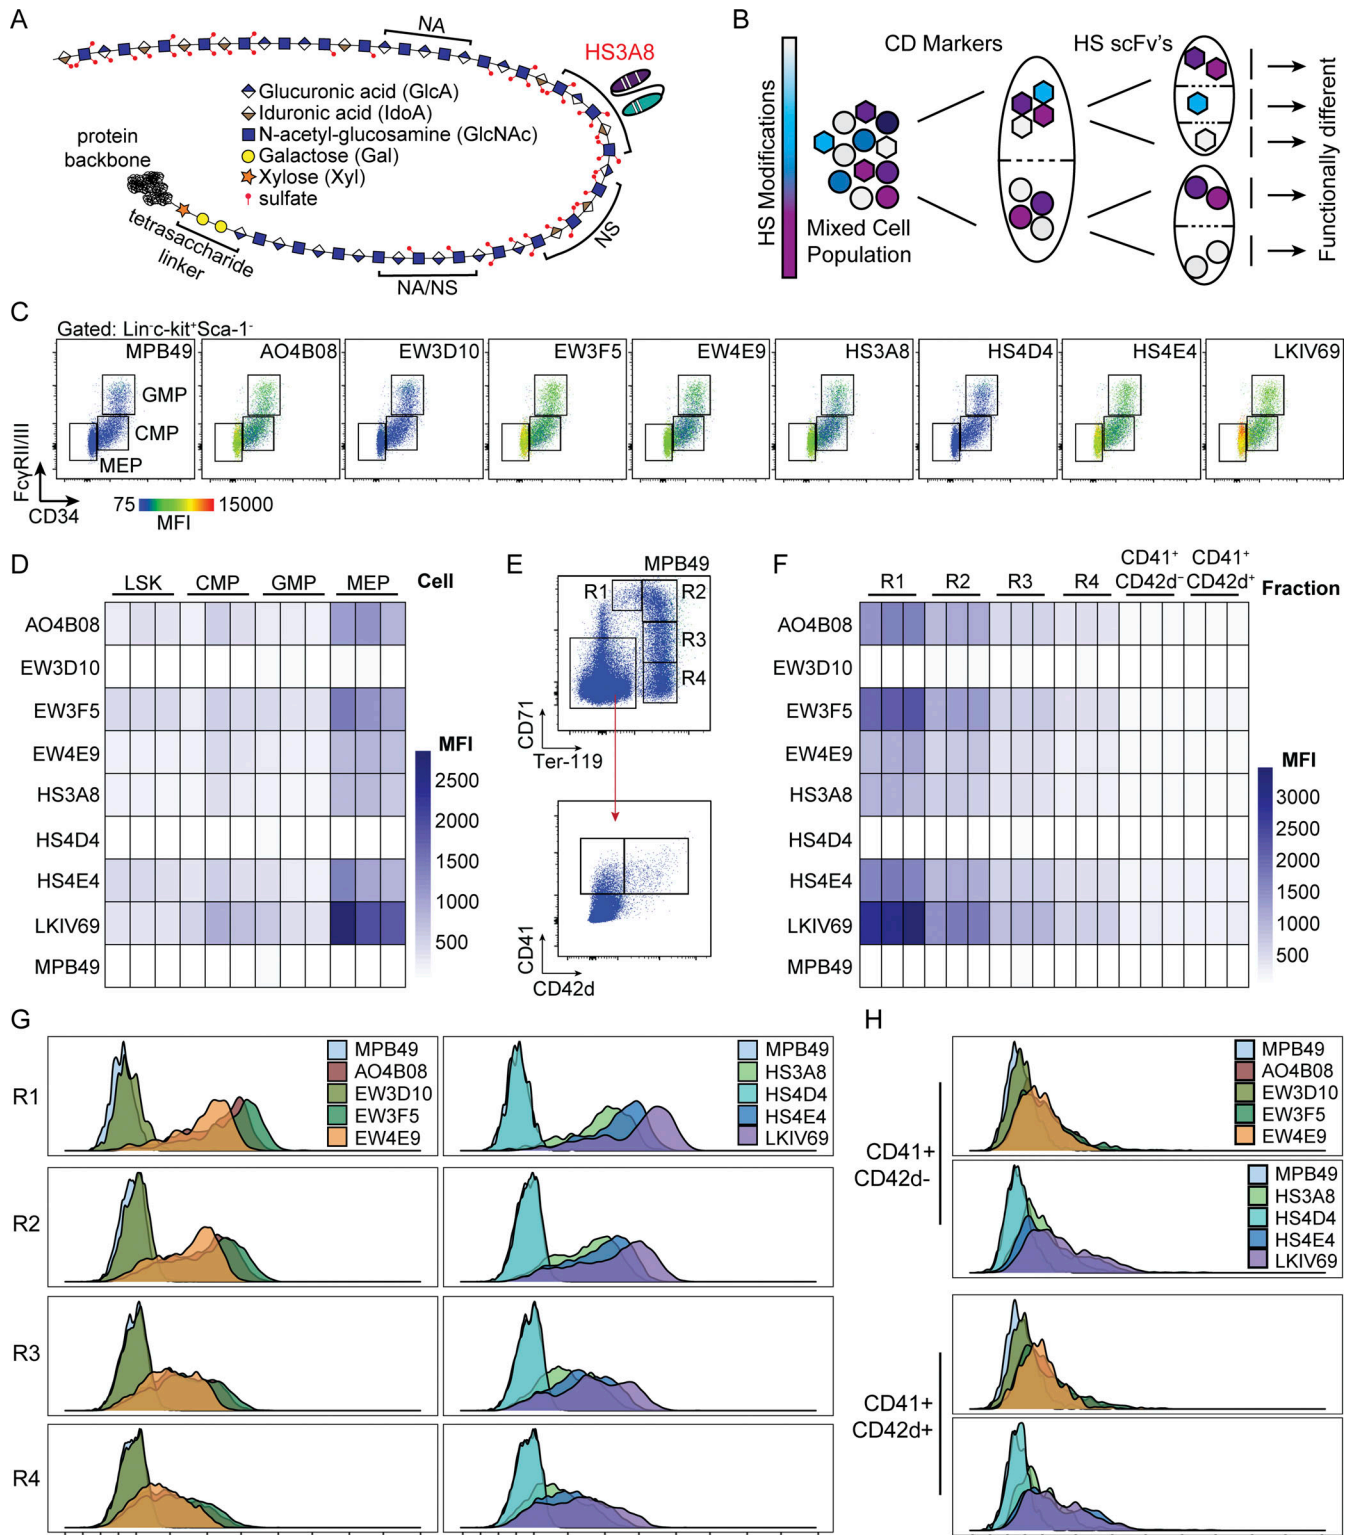 A
NA
HS3A8
Glucuronic acid (GlcA)
Iduronic acid (IdoA)
N-acetyl-glucosamine (GlcNAc)
Galactose (Gal)
Xylose (Xyl)
sulfate
protein
backbone
tetrasaccharide
linker
NS
NA/NS
B
HS Modifications
CD Markers
HS scFv's
Mixed Cell
Population
Functionally different
C
Gated: Lin⁻c-kit⁺Sca-1⁻
MPB49
AO4B08
EW3D10
EW3F5
EW4E9
HS3A8
HS4D4
HS4E4
LKIV69
GMP
CMP
MEP
FcγRII/III
CD34
75
15000
MFI
D
LSK
CMP
GMP
MEP
Cell
AO4B08
EW3D10
EW3F5
EW4E9
HS3A8
HS4D4
HS4E4
LKIV69
MPB49
MFI
2500
2000
1500
1000
500
E
MPB49
R1
R2
R3
R4
CD71
Ter-119
CD41
CD42d
F
R1
R2
R3
R4
CD41⁺
CD42d⁻
CD41⁺
CD42d⁺
Fraction
AO4B08
EW3D10
EW3F5
EW4E9
HS3A8
HS4D4
HS4E4
LKIV69
MPB49
MFI
3000
2500
2000
1500
1000
500
G
R1
MPB49
AO4B08
EW3D10
EW3F5
EW4E9
MPB49
HS3A8
HS4D4
HS4E4
LKIV69
R2
R3
R4
H
CD41+
CD42d-
MPB49
AO4B08
EW3D10
EW3F5
EW4E9
MPB49
HS3A8
HS4D4
HS4E4
LKIV69
CD41+
CD42d+